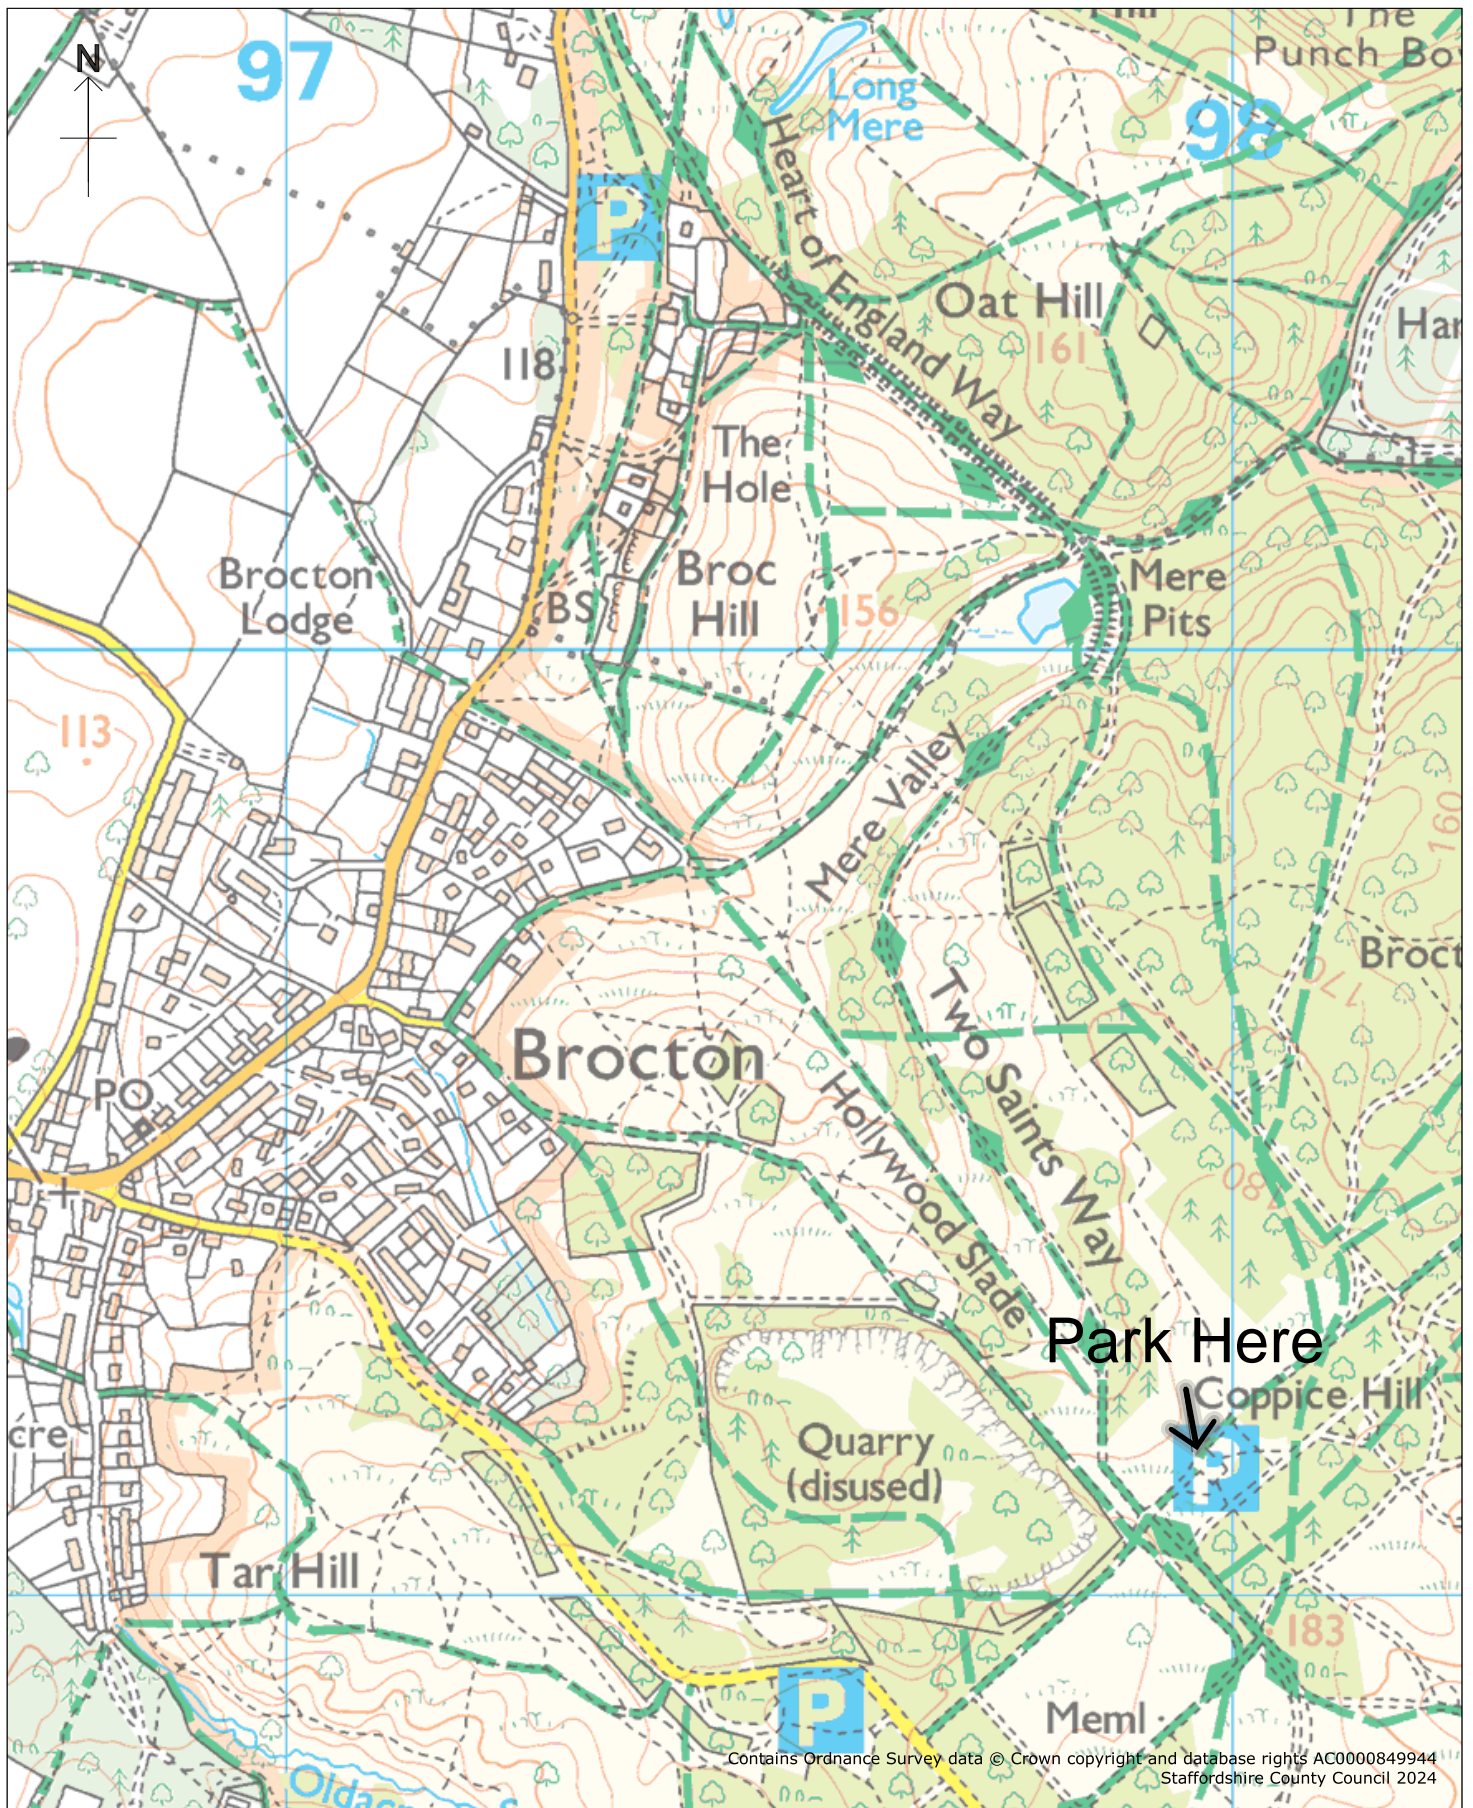 The
Punch Bo
N
97
98
Long
Mere
Heart of England Way
Oat Hill
161
Har
118
The
Hole
Brocton
Lodge
BS
Broc
Hill
156
Mere
Pits
113
Mere Valley
160
Broct
170
Two Saints Way
Brocton
PO
Hollywood Slade
180
Park Here
Coppice Hill
P
P
P
cre
Quarry
(disused)
Tar Hill
183
Meml
Oldac
Contains Ordnance Survey data © Crown copyright and database rights AC0000849944
Staffordshire County Council 2024